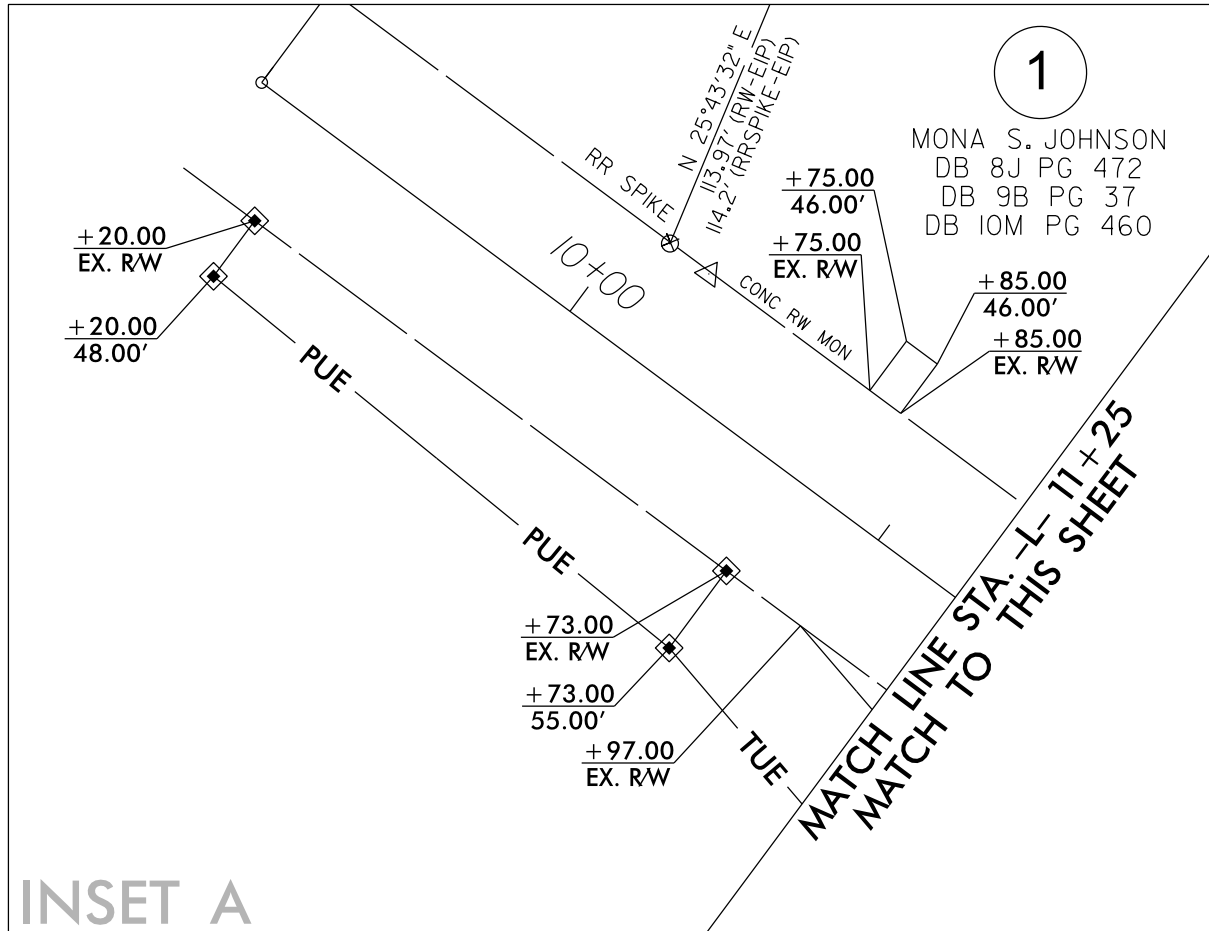 1
MONA S. JOHNSON
DB 8J PG 472
DB 9B PG 37
DB 10M PG 460
N 25°43'32" E
113.97' (RW-EIP)
114.2' (RRSPIKE-EIP)
RR SPIKE
10+00
CONC RW MON
+75.00
46.00'
+75.00
EX. R/W
+85.00
46.00'
+85.00
EX. R/W
+20.00
EX. R/W
+20.00
48.00'
PUE
PUE
+73.00
EX. R/W
+73.00
55.00'
+97.00
EX. R/W
TUE
MATCH LINE STA. -L- 11+25
MATCH TO THIS SHEET
INSET A